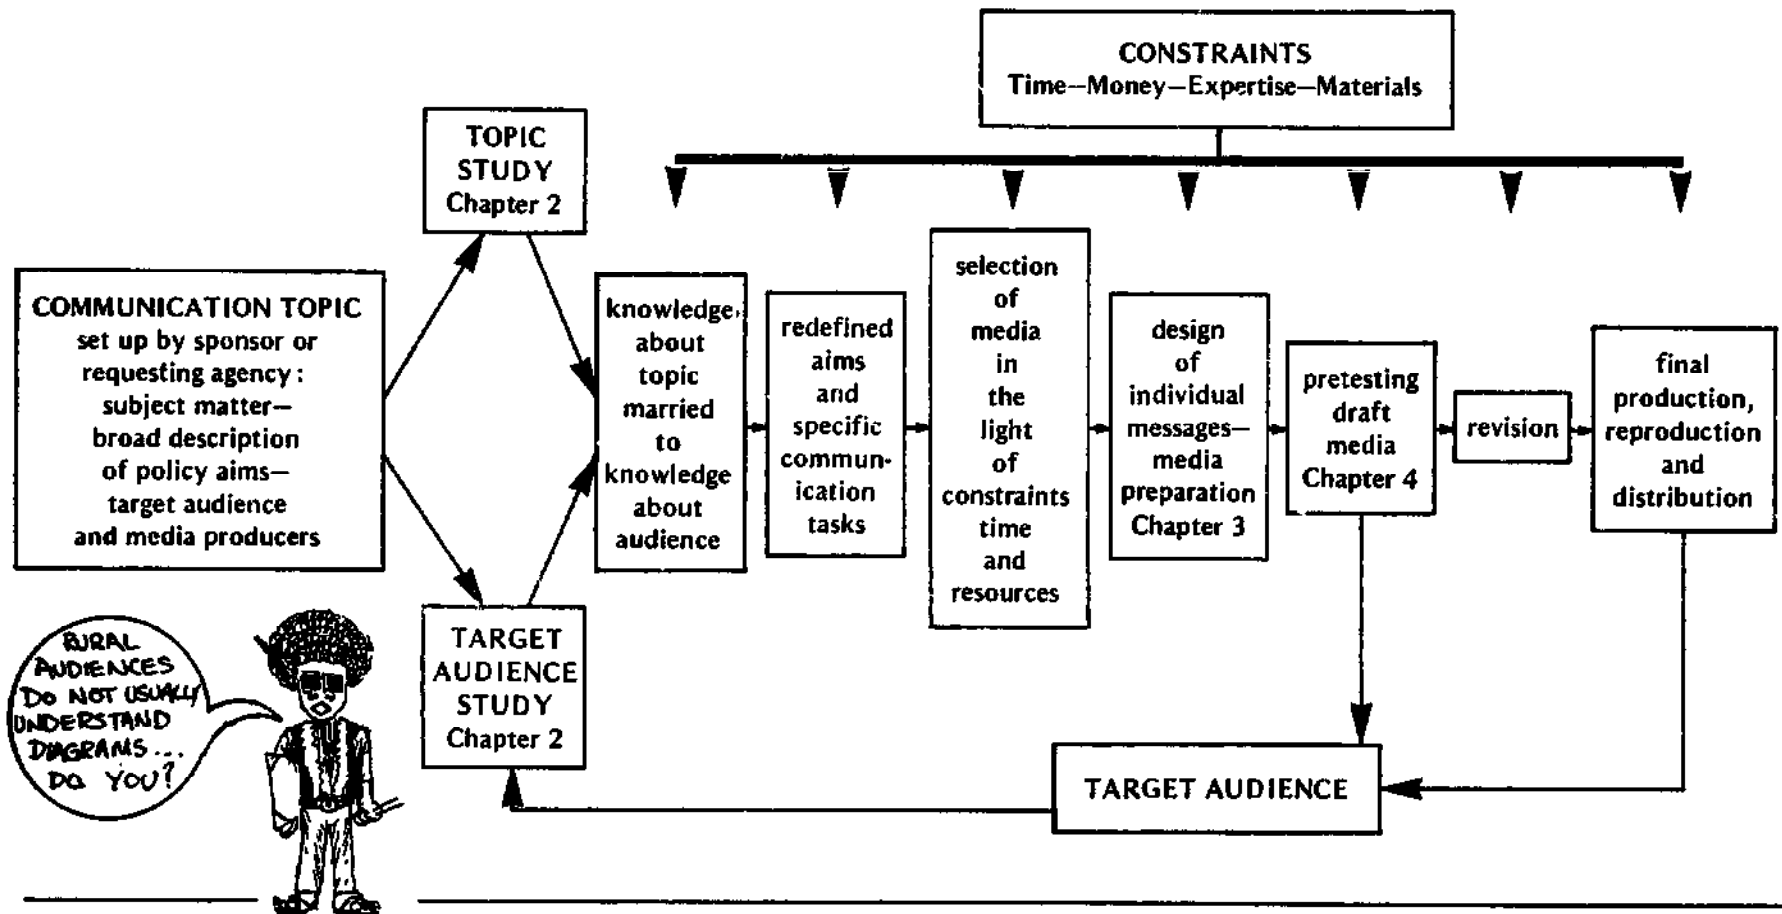 CONSTRAINTS
Time—Money—Expertise—Materials
TOPIC
STUDY
Chapter 2
COMMUNICATION TOPIC
set up by sponsor or
requesting agency:
subject matter—
broad description
of policy aims—
target audience
and media producers
knowledge
about
topic
married
to
knowledge
about
audience
redefined
aims
and
specific
commun-
ication
tasks
selection
of
media
in
the
light
of
constraints
time
and
resources
design
of
individual
messages—
media
preparation
Chapter 3
pretesting
draft
media
Chapter 4
revision
final
production,
reproduction
and
distribution
TARGET
AUDIENCE
STUDY
Chapter 2
TARGET AUDIENCE
RURAL
AUDIENCES
DO NOT USUALLY
UNDERSTAND
DIAGRAMS...
DO YOU?